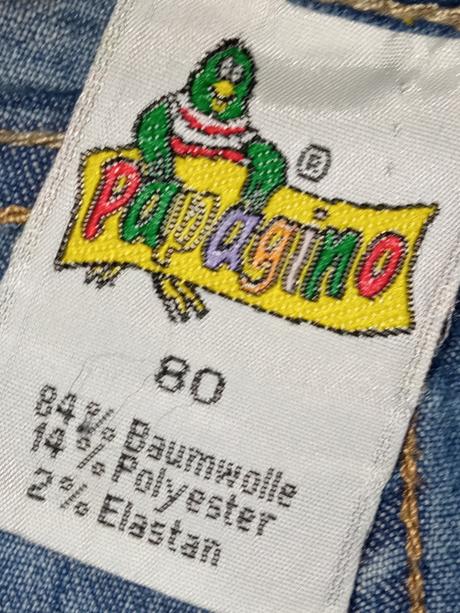 Papagino ®
80
84 % Baumwolle
14 % Polyester
2 % Elastan